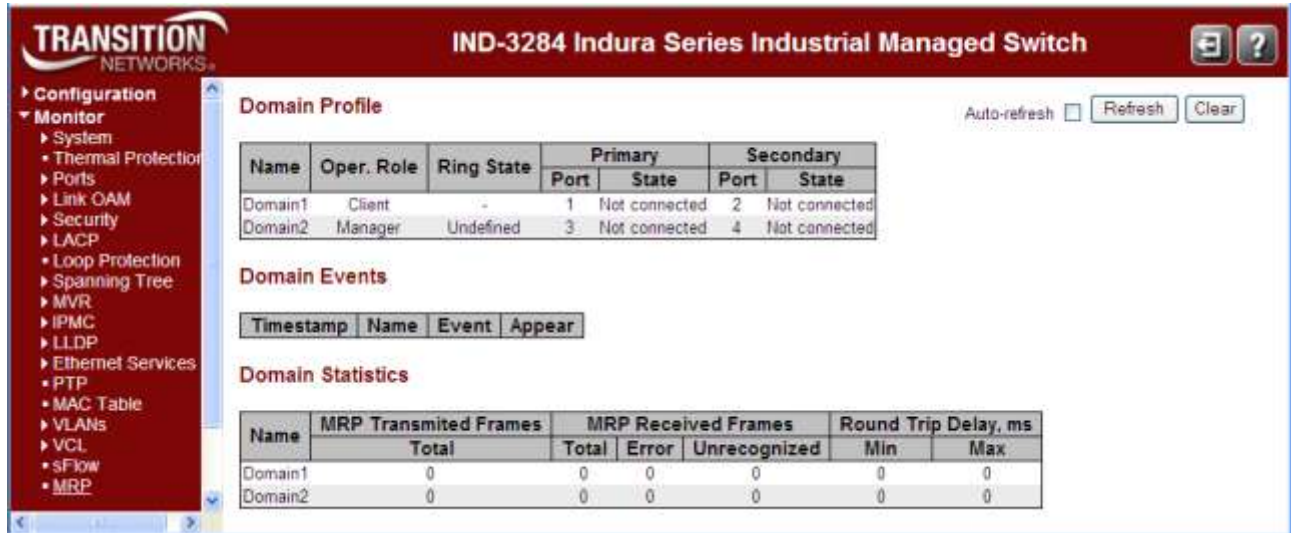 TRANSITION
NETWORKS®
IND-3284 Indura Series Industrial Managed Switch
?
Configuration
Monitor
System
Thermal Protection
Ports
Link OAM
Security
LACP
Loop Protection
Spanning Tree
MVR
IPMC
LLDP
Ethernet Services
PTP
MAC Table
VLANs
VCL
sFlow
MRP
Auto-refresh Refresh Clear
Domain Profile
Name Oper. Role Ring State Primary Secondary
Port State Port State
Domain1 Client - 1 Not connected 2 Not connected
Domain2 Manager Undefined 3 Not connected 4 Not connected
Domain Events
Timestamp Name Event Appear
Domain Statistics
Name MRP Transmited Frames MRP Received Frames Round Trip Delay, ms
Total Total Error Unrecognized Min Max
Domain1 0 0 0 0 0 0
Domain2 0 0 0 0 0 0